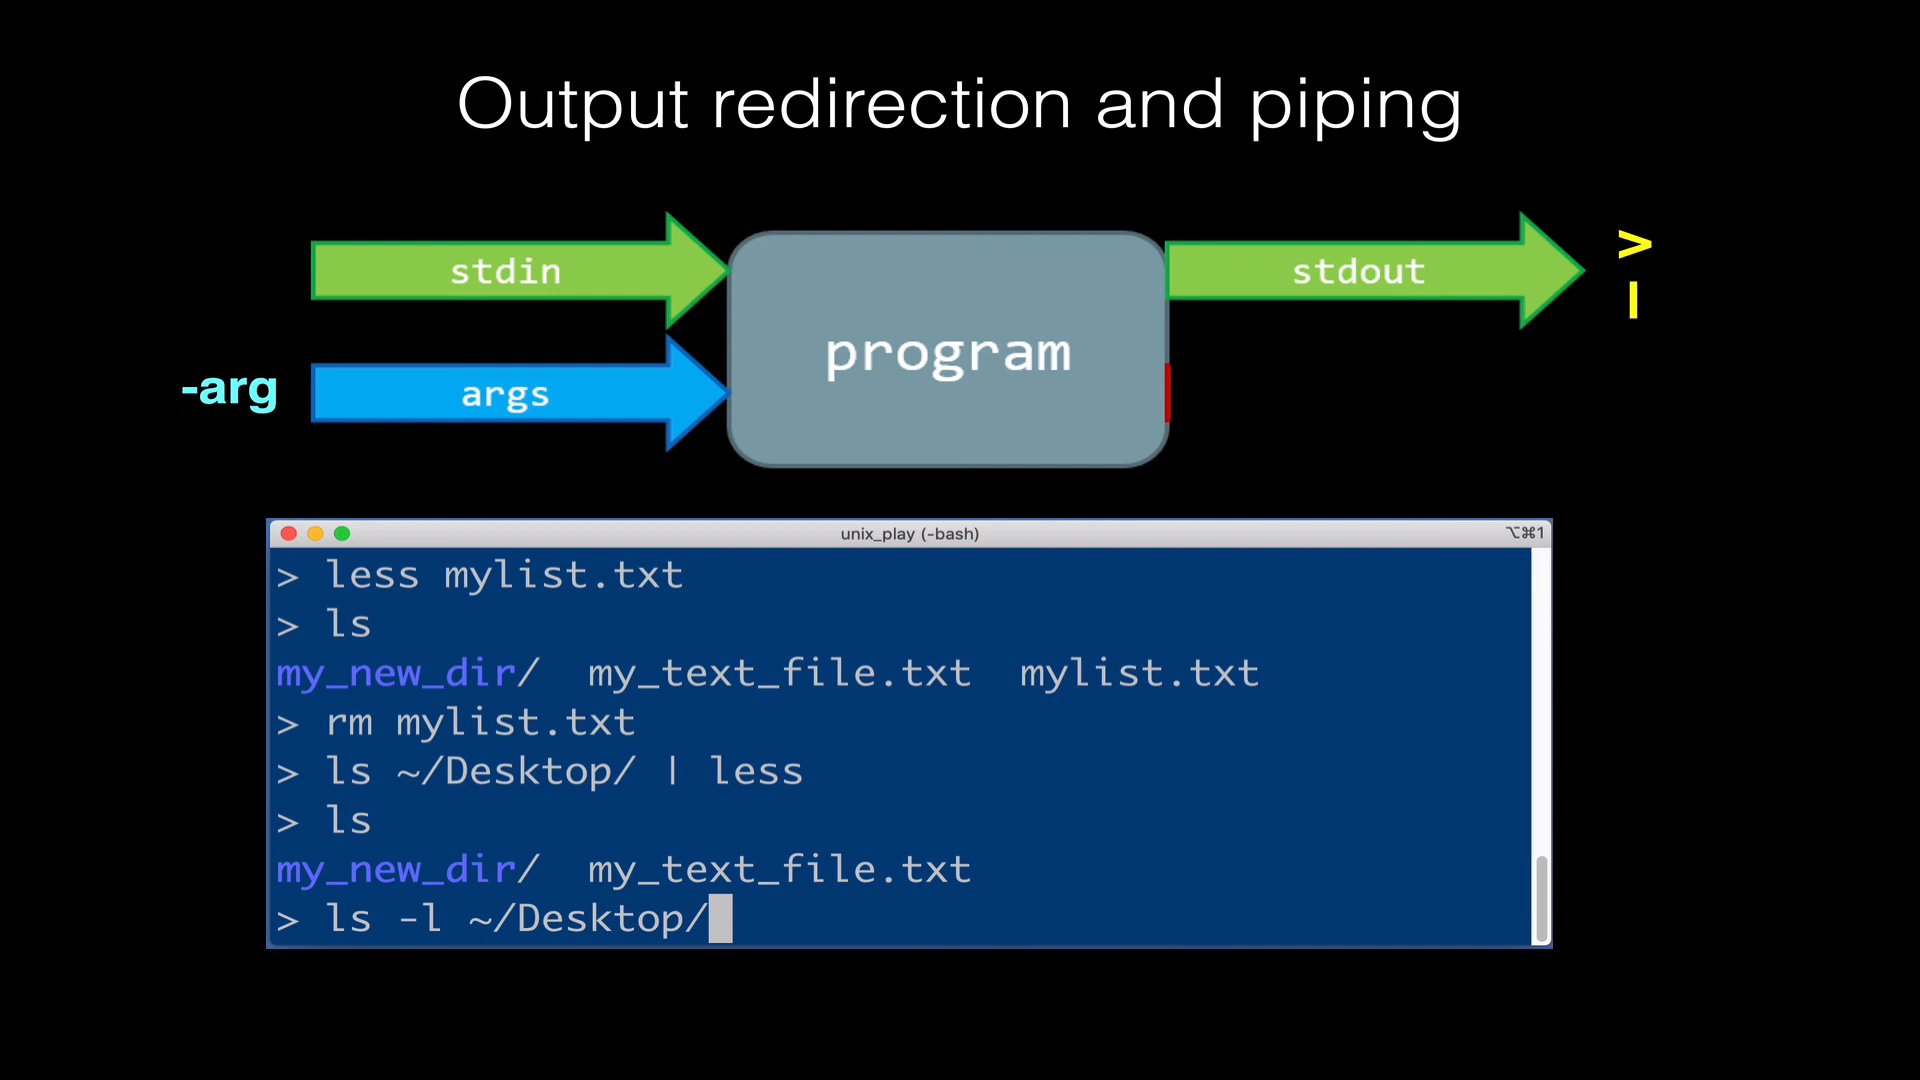 Output redirection and piping
stdin
stdout
>
|
program
-arg
args
unix_play (-bash)
⌥⌘1
> less mylist.txt
> ls
my_new_dir/  my_text_file.txt  mylist.txt
> rm mylist.txt
> ls ~/Desktop/ | less
> ls
my_new_dir/  my_text_file.txt
> ls -l ~/Desktop/